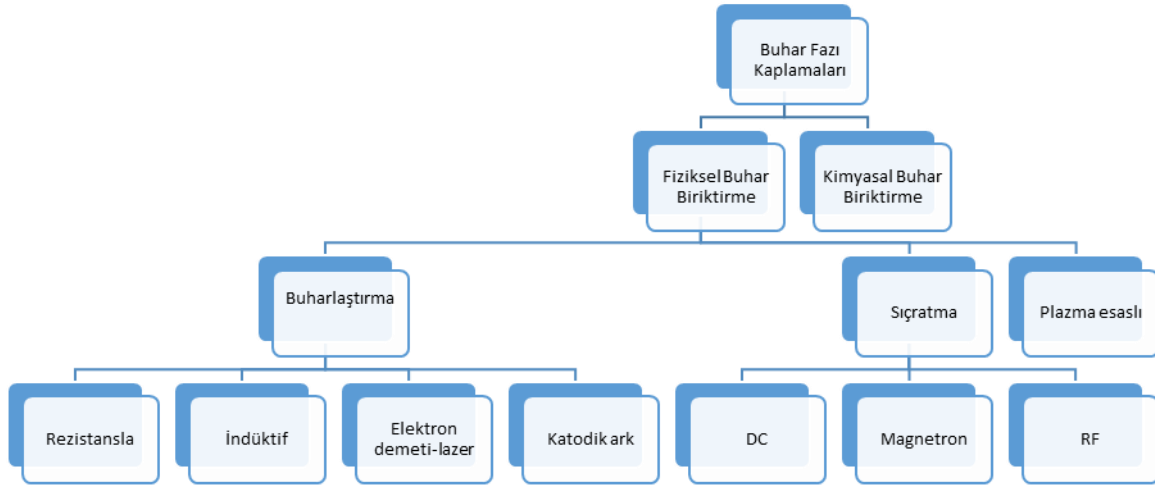 Buhar Fazı
Kaplamaları
Fiziksel Buhar
Biriktirme
Kimyasal Buhar
Biriktirme
Buharlaştırma
Sıçratma
Plazma esaslı
Rezistansla
İndüktif
Elektron
demeti-lazer
Katodik ark
DC
Magnetron
RF